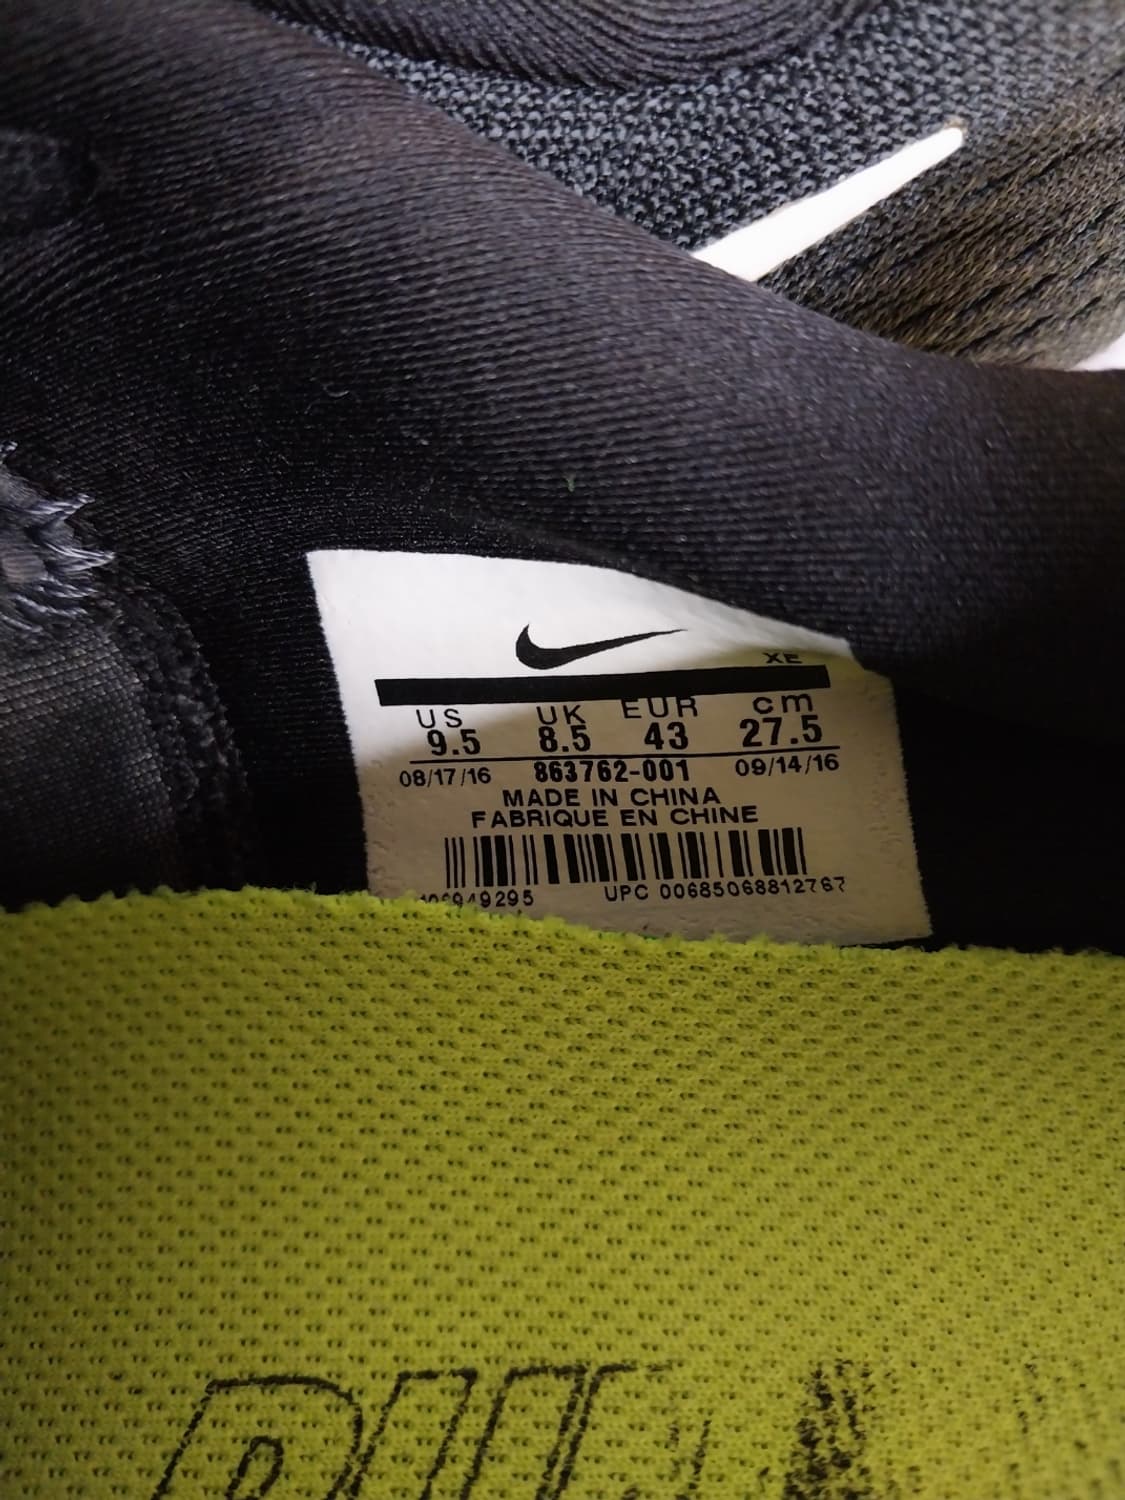 XE
US UK EUR cm
9.5 8.5 43 27.5
08/17/16 863762-001 09/14/16
MADE IN CHINA
FABRIQUE EN CHINE
UPC 00685068812767